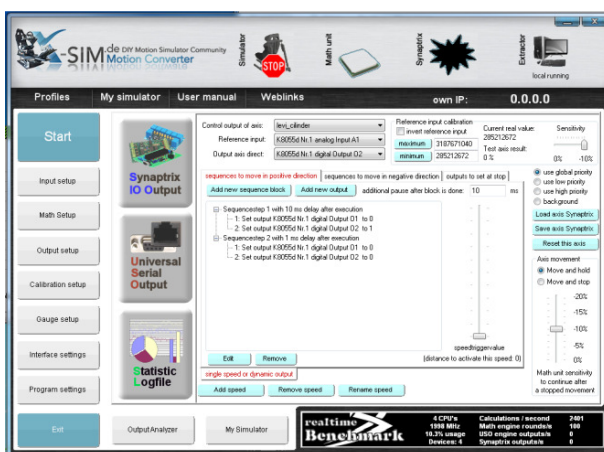 X-SIM.de DIY Motion Simulator Community
Motion Converter
Simulator
STOP
Math unit
Synaptrix
Extractor
local running
Profiles My simulator User manual Weblinks own IP: 0.0.0.0
Start
Input setup
Math Setup
Output setup
Calibration setup
Gauge setup
Interface settings
Program settings
Exit
Synaptrix
IO Output
Universal
Serial
Output
Statistic
Logfile
Control output of axis: levi_cilinder
Reference input: K8055d Nr.1 analog Input A1
Output axis direct: K8055d Nr.1 digital Output O2
Reference input calibration
invert reference input
maximum 3187671040
minimum 285212672
Current real value:
285212672
Test axis result:
0 %
Sensitivity
0% -10%
sequences to move in positive direction sequences to move in negative direction outputs to set at stop
Add new sequence block Add new output additional pause after block is done: 10 ms
Sequencestep 1 with 10 ms delay after execution
1: Set output K8055d Nr.1 digital Output O1 to 0
2: Set output K8055d Nr.1 digital Output O2 to 1
Sequencestep 2 with 1 ms delay after execution
1: Set output K8055d Nr.1 digital Output O1 to 0
2: Set output K8055d Nr.1 digital Output O2 to 0
speedtriggervalue
(distance to activate this speed: 0)
Edit Remove
single speed or dynamic output
Add speed Remove speed Rename speed
use global priority
use low priority
use high priority
background
Load axis Synaptrix
Save axis Synaptrix
Reset this axis
Axis movement
Move and hold
Move and stop
-20%
-15%
-10%
-5%
0%
Math unit sensitivity
to continue after
a stopped movement
OutputAnalyzer
My Simulator
realtime
Benchmark
4 CPU's
1998 MHz
10.3% usage
Devices: 4
Calculations / second 2401
Math engine rounds/s 100
USO engine outputs/s 0
Synaptrix outputs/s 0